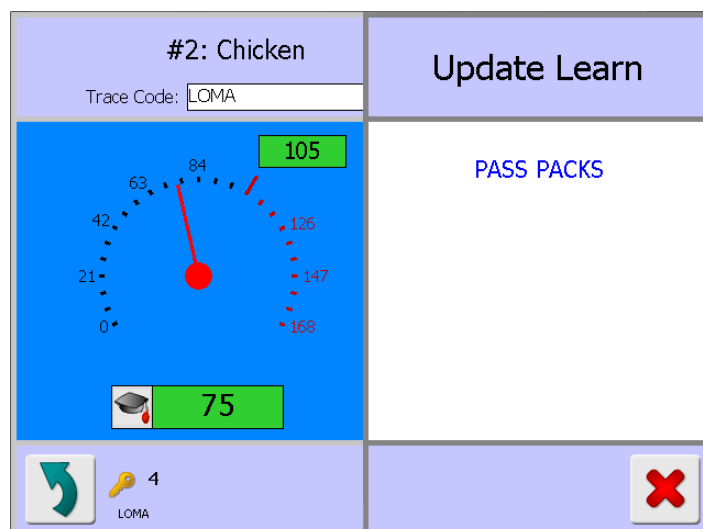 #2: Chicken
Trace Code: LOMA
Update Learn
105
84
63
42
21
0
126
147
168
75
PASS PACKS
4
LOMA